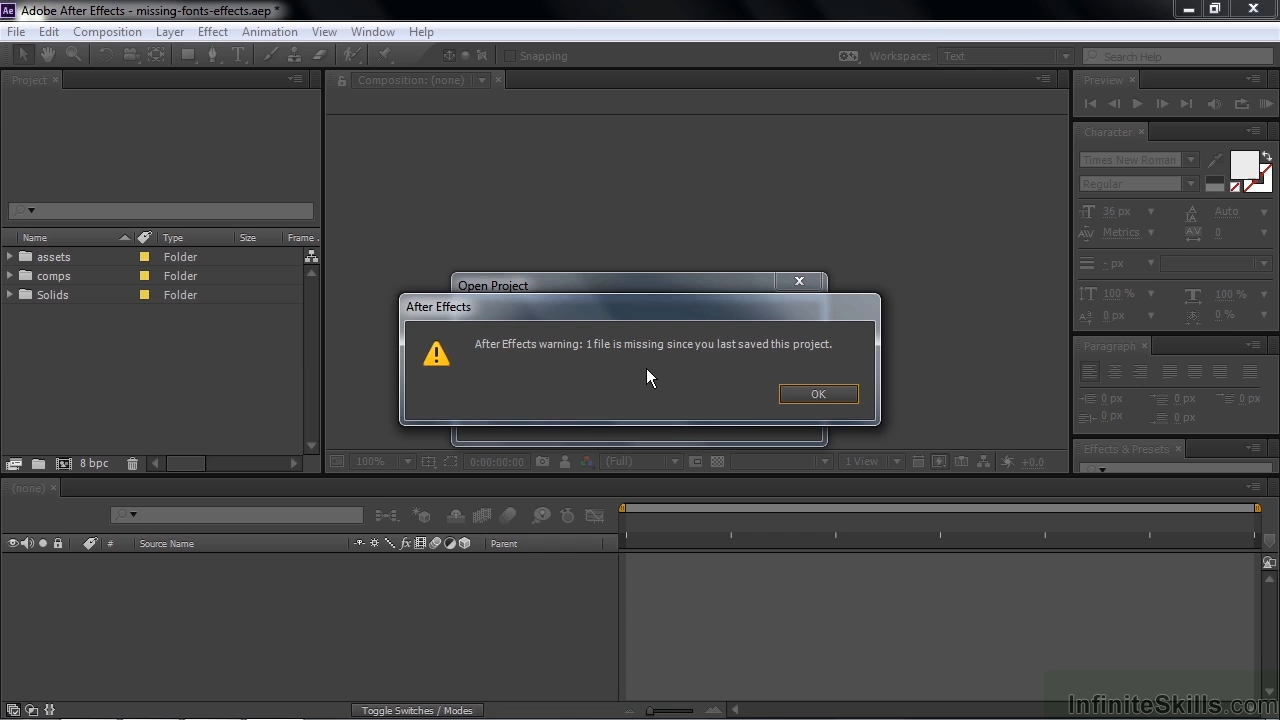 Ae Adobe After Effects - missing-fonts-effects.aep *
File Edit Composition Layer Effect Animation View Window Help
Snapping Workspace: Text Search Help
Project Composition: (none) Preview
Character
Times New Roman
Regular
36 px Auto
Metrics 0
- px
100 % 100 %
0 px 0 %
Paragraph
0 px 0 px 0 px
0 px 0 px
Effects & Presets
Name Type Size Frame .
assets Folder
comps Folder
Solids Folder
Open Project
After Effects
After Effects warning: 1 file is missing since you last saved this project.
OK
8 bpc 100% 0:00:00:00 (Full) 1 View +0.0
(none)
# Source Name fx Parent
Toggle Switches / Modes
InfiniteSkills.com